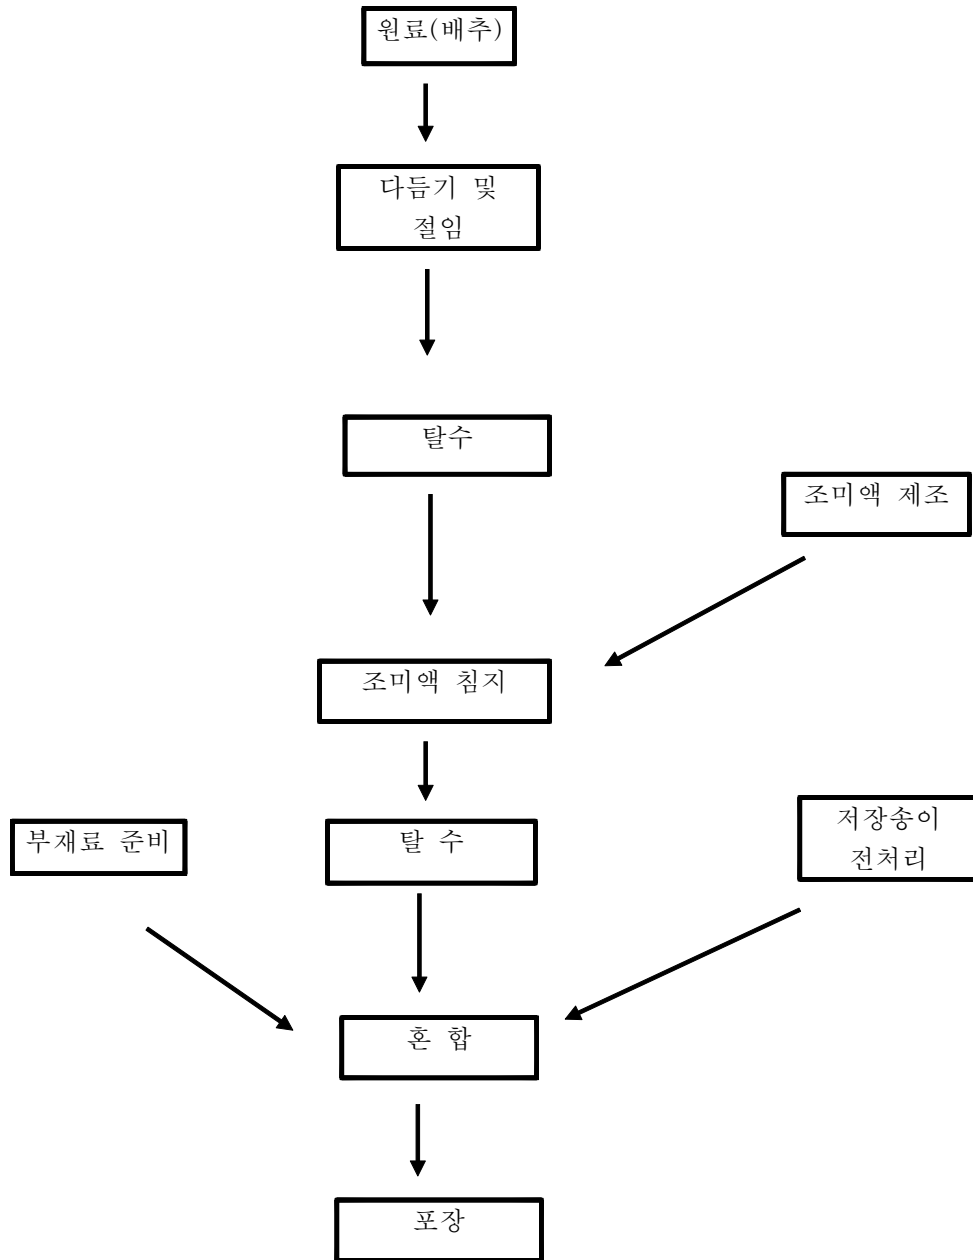 원료(배추)
다듬기 및
절임
탈수
조미액 제조
조미액 침지
부재료 준비
탈 수
저장송이
전처리
혼 합
포장